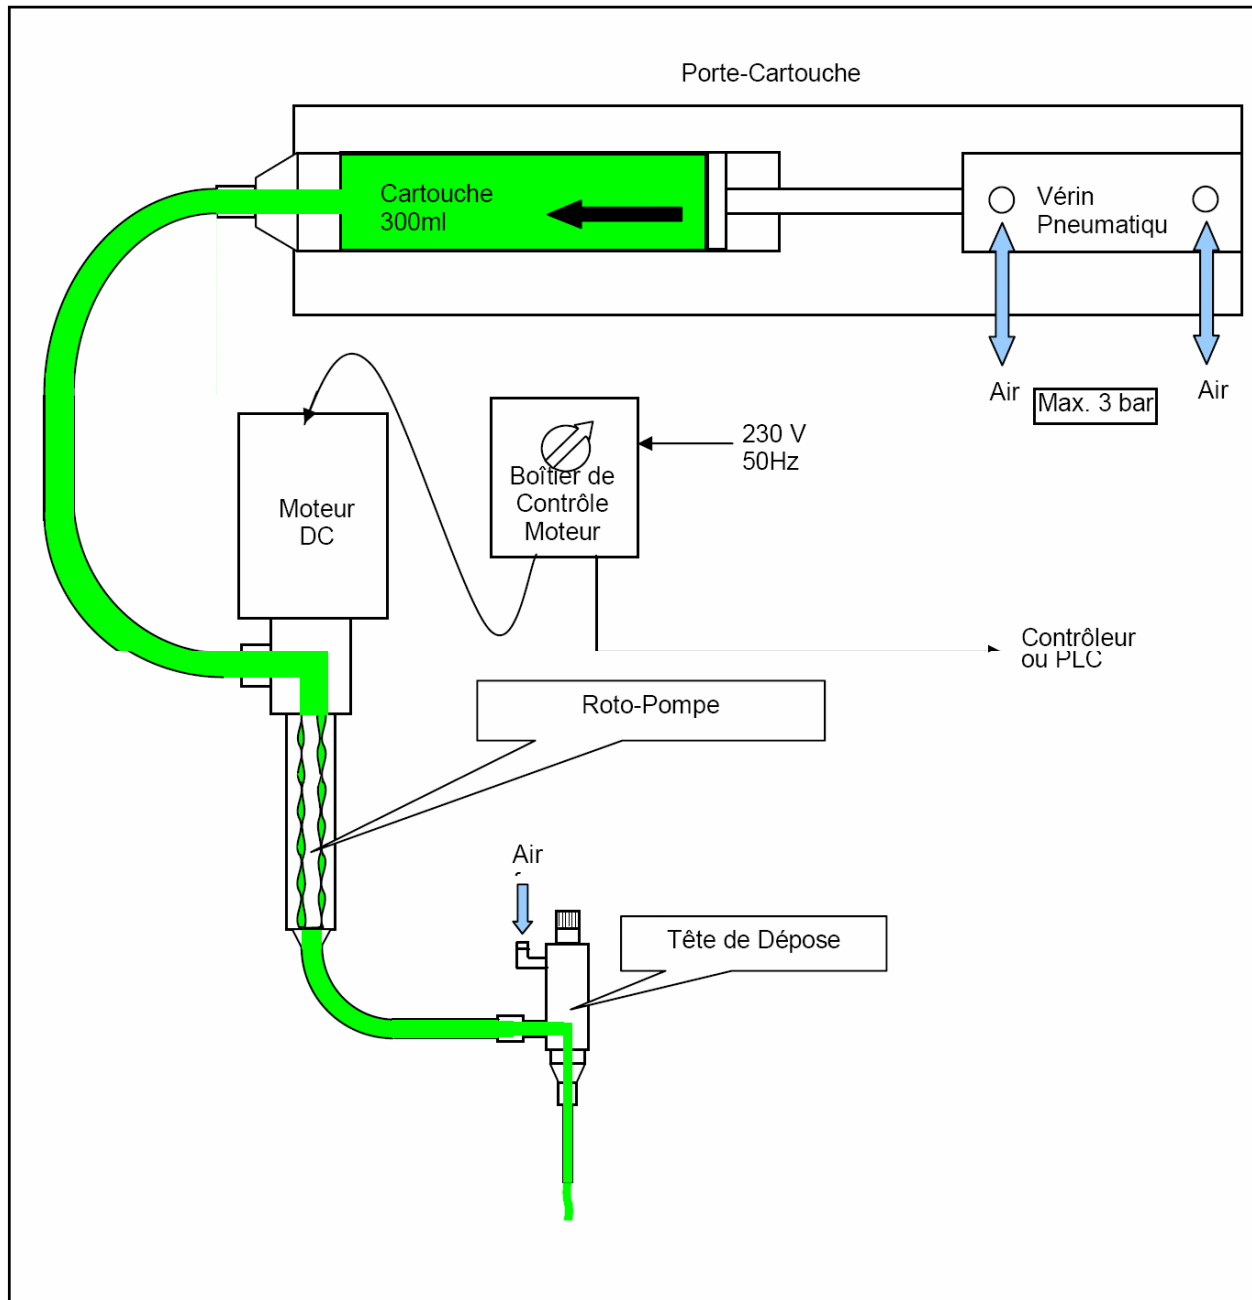 Porte-Cartouche
Cartouche
300ml
Vérin
Pneumatiqu
Air
Max. 3 bar
Air
230 V
50Hz
Boîtier de
Contrôle
Moteur
Moteur
DC
Contrôleur
ou PLC
Roto-Pompe
Air
Tête de Dépose